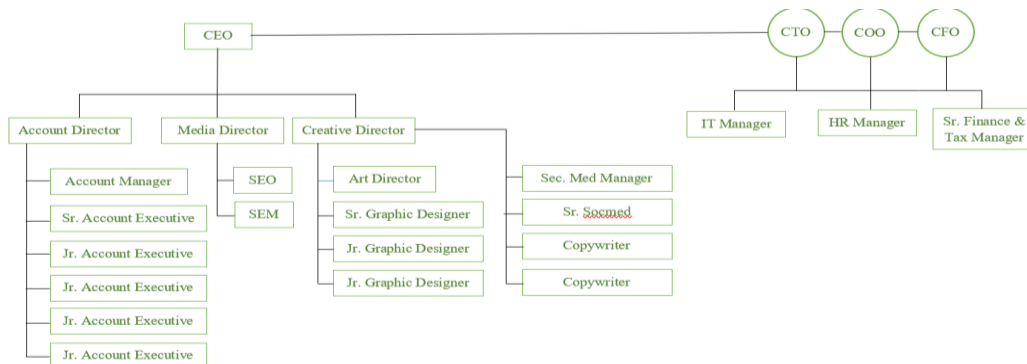 CEO
CTO
COO
CFO
Account Director
Media Director
Creative Director
IT Manager
HR Manager
Sr. Finance &
Tax Manager
Account Manager
Sr. Account Executive
Jr. Account Executive
Jr. Account Executive
Jr. Account Executive
Jr. Account Executive
SEO
SEM
Art Director
Sr. Graphic Designer
Jr. Graphic Designer
Jr. Graphic Designer
Sec. Med Manager
Sr. Socmed
Copywriter
Copywriter